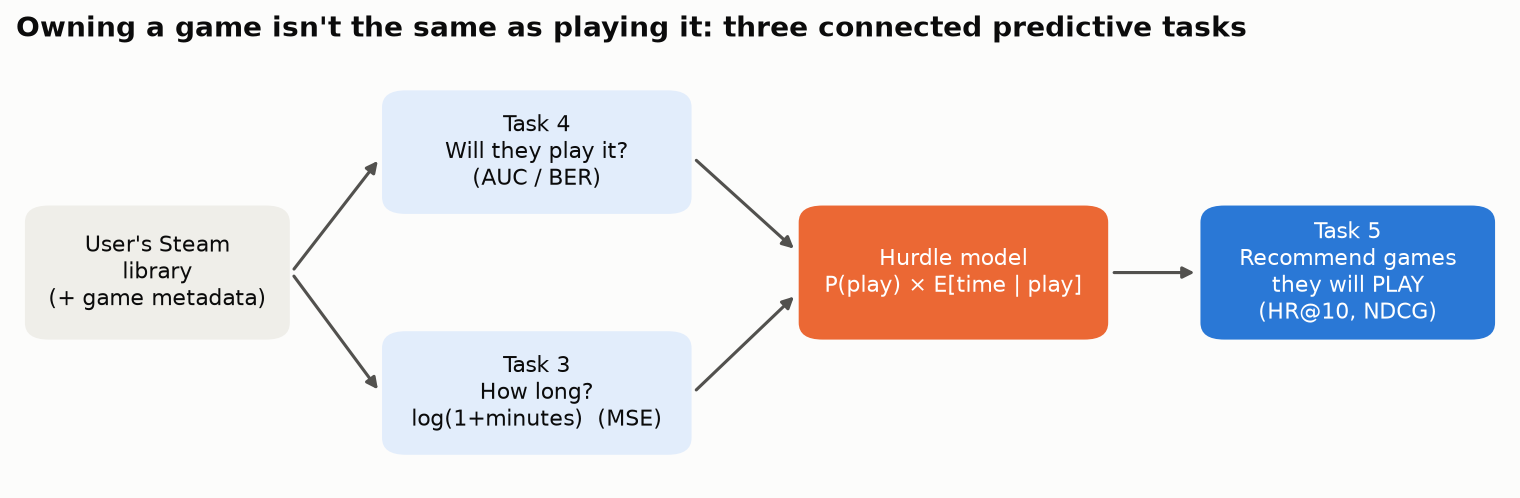 Owning a game isn't the same as playing it: three connected predictive tasks
User's Steam
library
(+ game metadata)
Task 4
Will they play it?
(AUC / BER)
Task 3
How long?
log(1+minutes)  (MSE)
Hurdle model
P(play) × E[time | play]
Task 5
Recommend games
they will PLAY
(HR@10, NDCG)